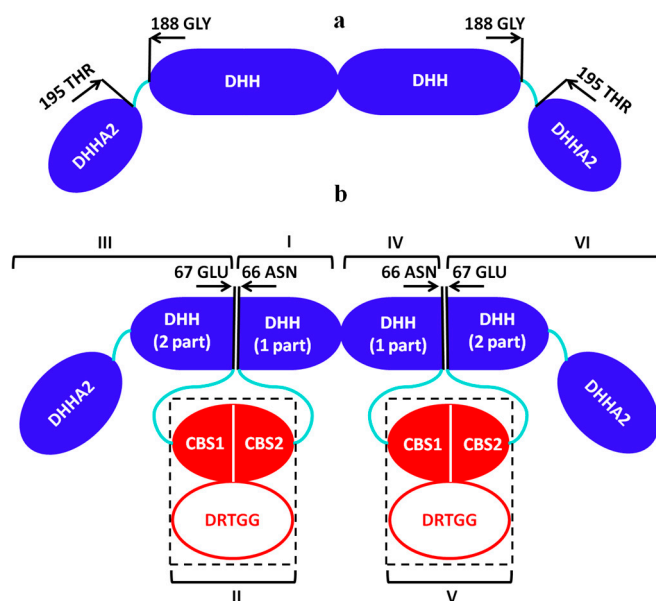 a
188 GLY
188 GLY
195 THR
195 THR
DHH
DHH
DHHA2
DHHA2
b
III
I
IV
VI
67 GLU
66 ASN
66 ASN
67 GLU
DHH
(2 part)
DHH
(1 part)
DHH
(1 part)
DHH
(2 part)
DHHA2
DHHA2
CBS1
CBS2
CBS1
CBS2
DRTGG
DRTGG
II
V